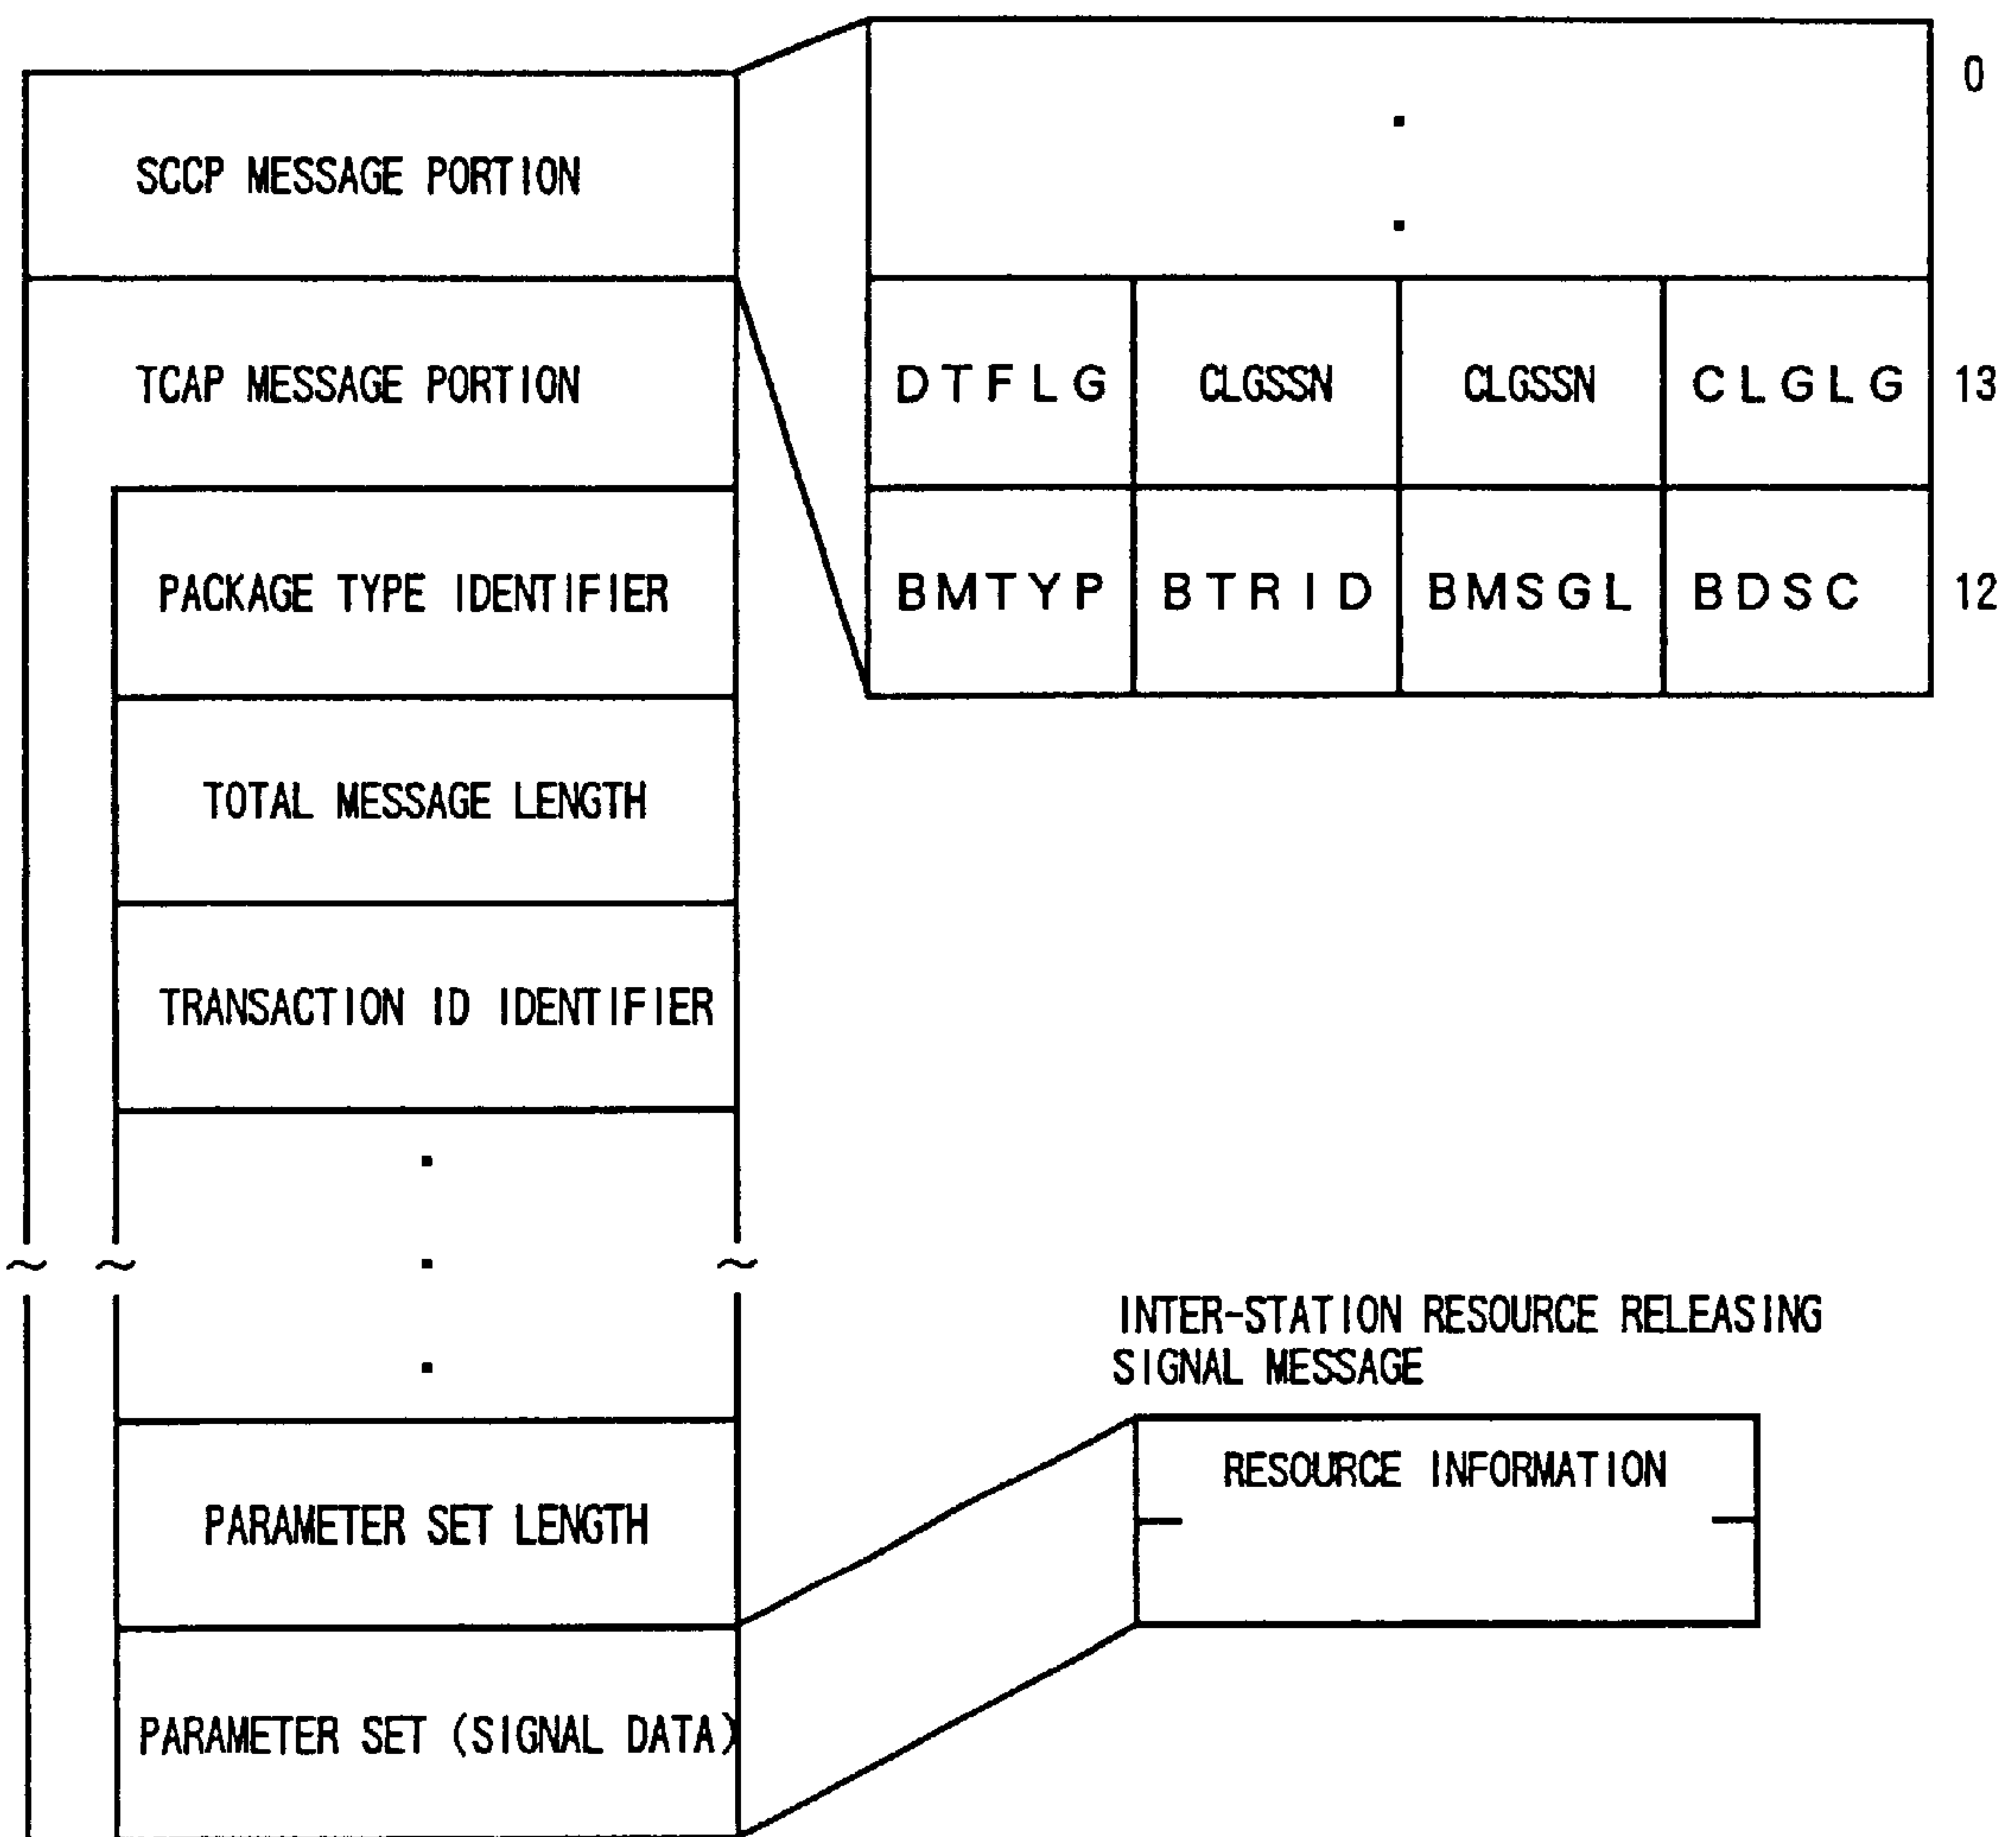 0
SCCP MESSAGE PORTION
TCAP MESSAGE PORTION
DTFLG CLGSSN CLGSSN CLGLG 13
PACKAGE TYPE IDENTIFIER
BMTYP BTRID BMSGL BDSC 12
TOTAL MESSAGE LENGTH
TRANSACTION ID IDENTIFIER
INTER-STATION RESOURCE RELEASING
SIGNAL MESSAGE
RESOURCE INFORMATION
PARAMETER SET LENGTH
PARAMETER SET (SIGNAL DATA)